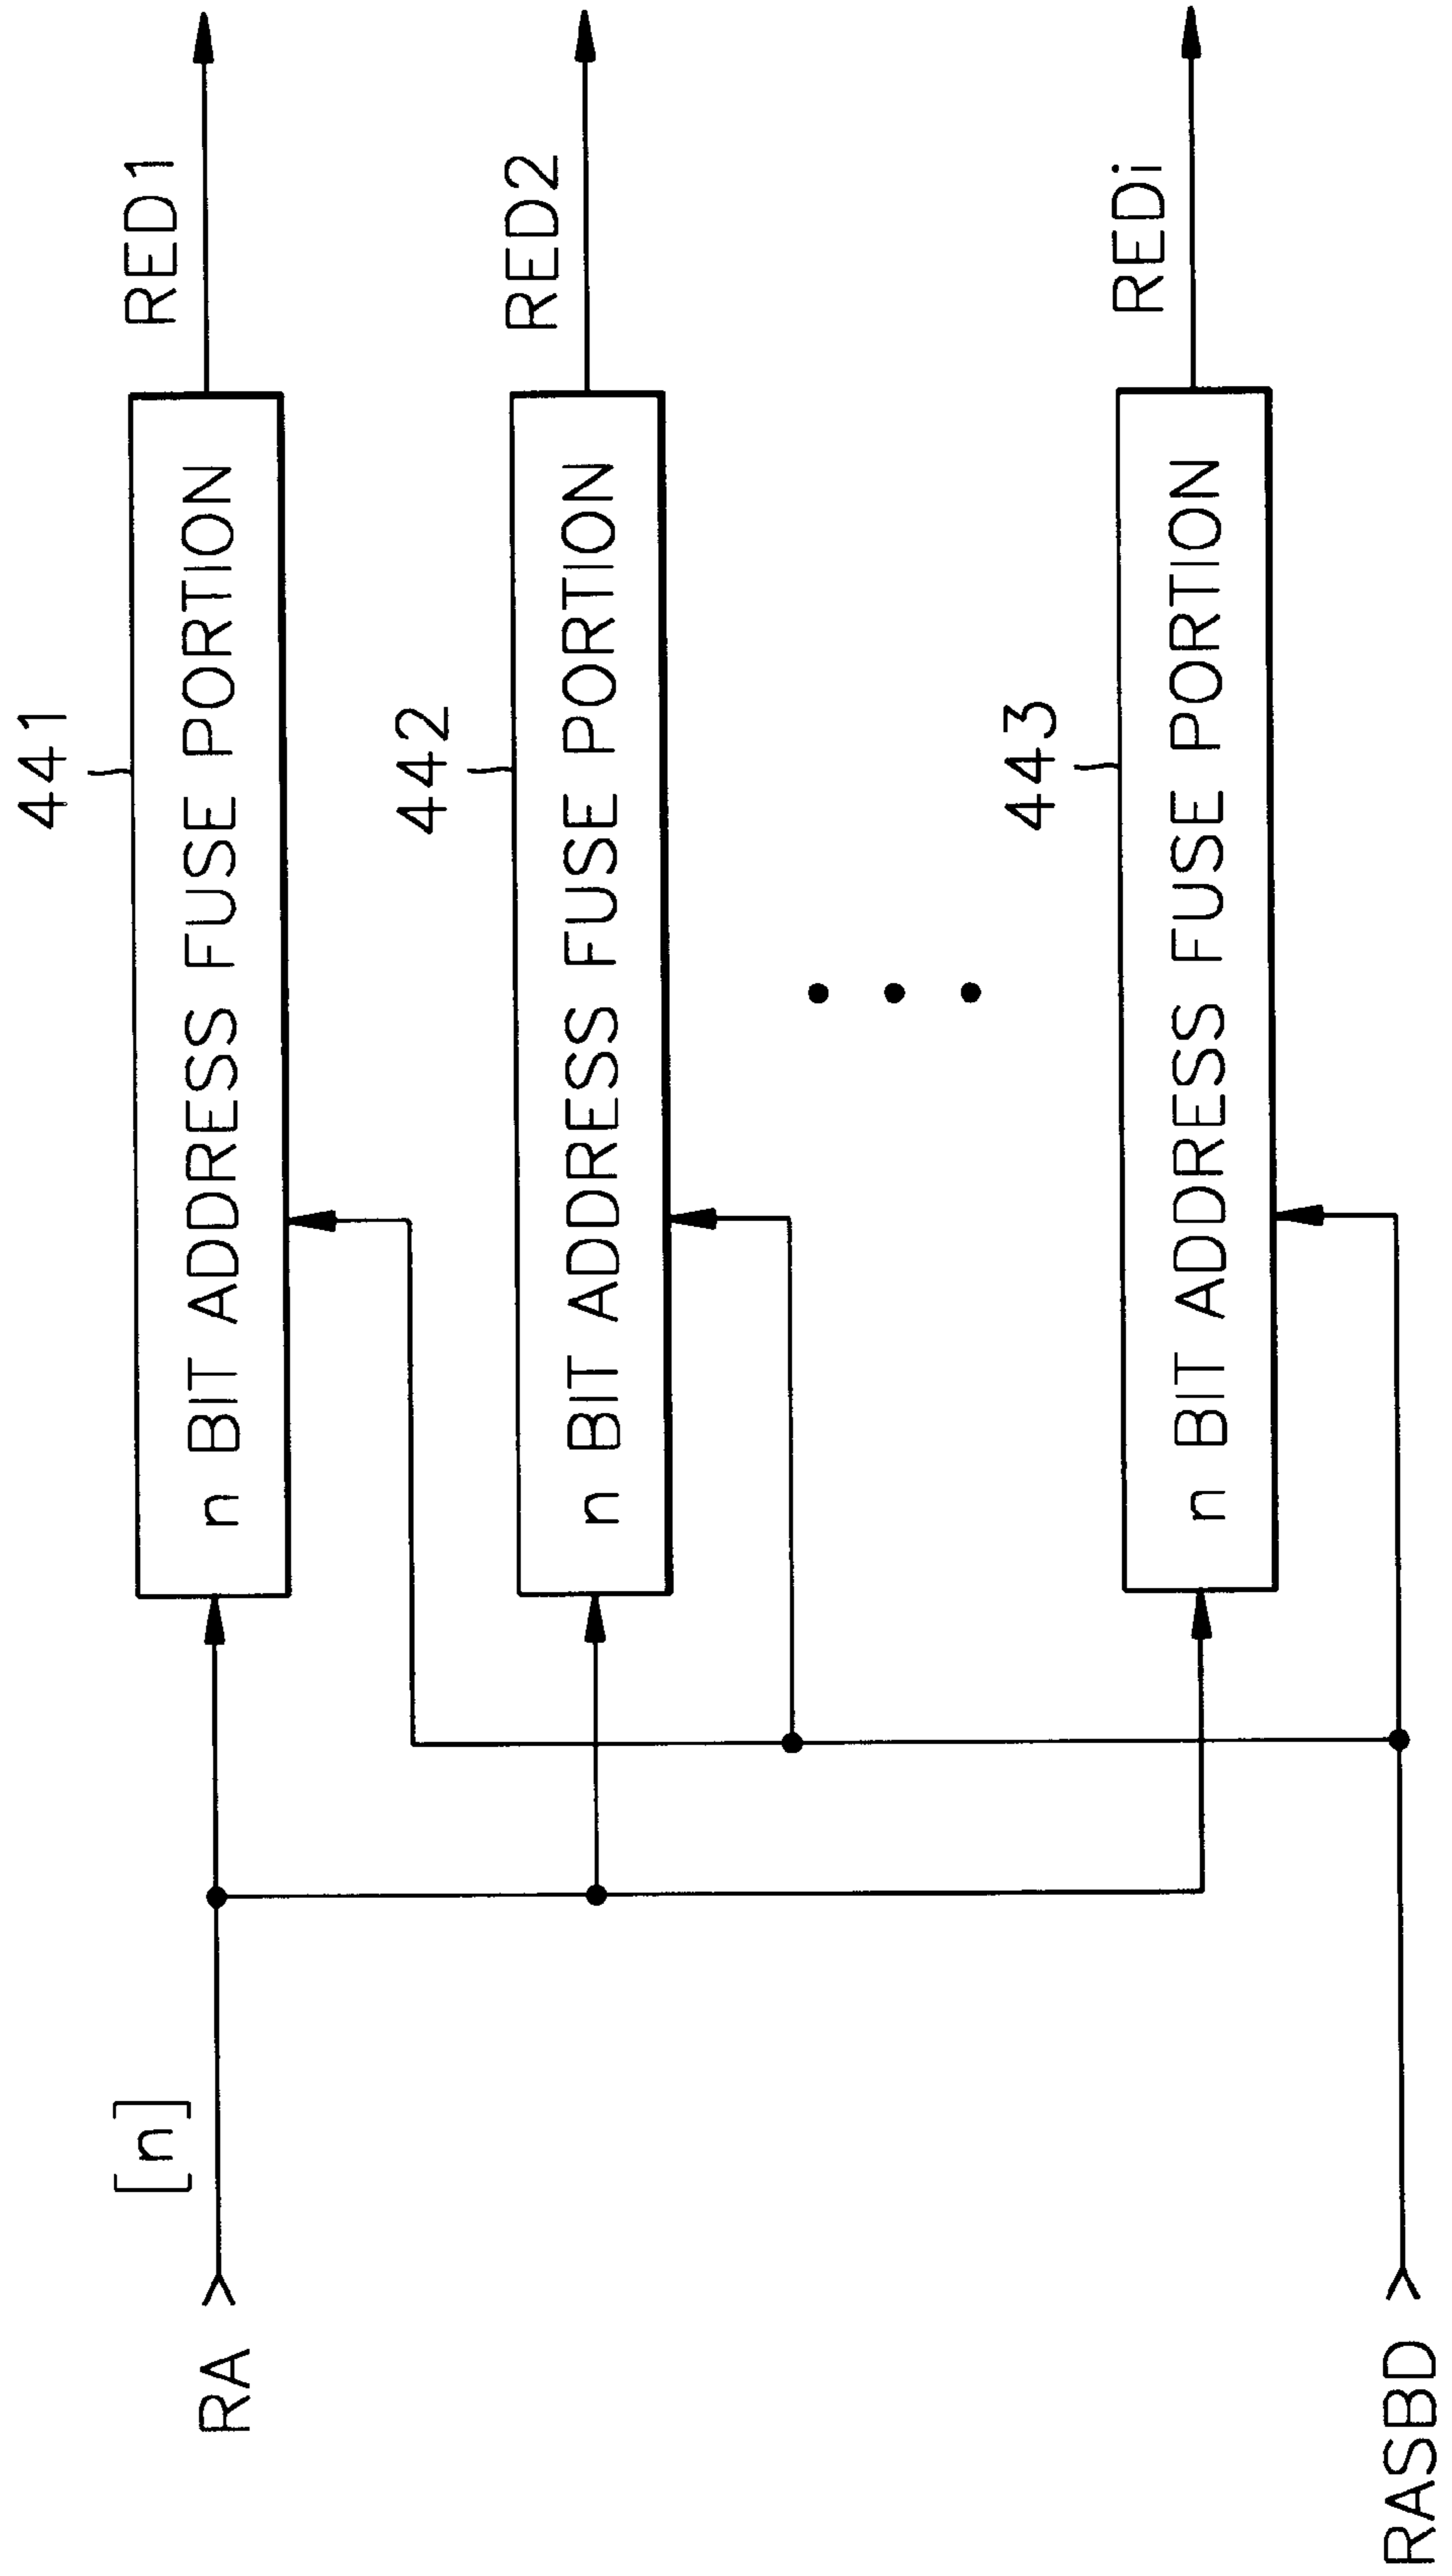 441
n BIT ADDRESS FUSE PORTION
RED1
442
n BIT ADDRESS FUSE PORTION
RED2
443
n BIT ADDRESS FUSE PORTION
REDi
RA
[n]
RASBD